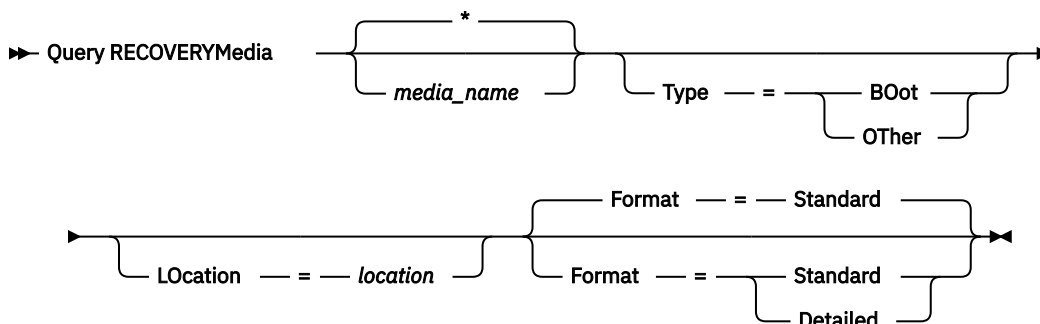 *
Query RECOVERYMedia
media_name
Type = BOot
OTher
Format = Standard
LOcation = location
Format = Standard
Detailed